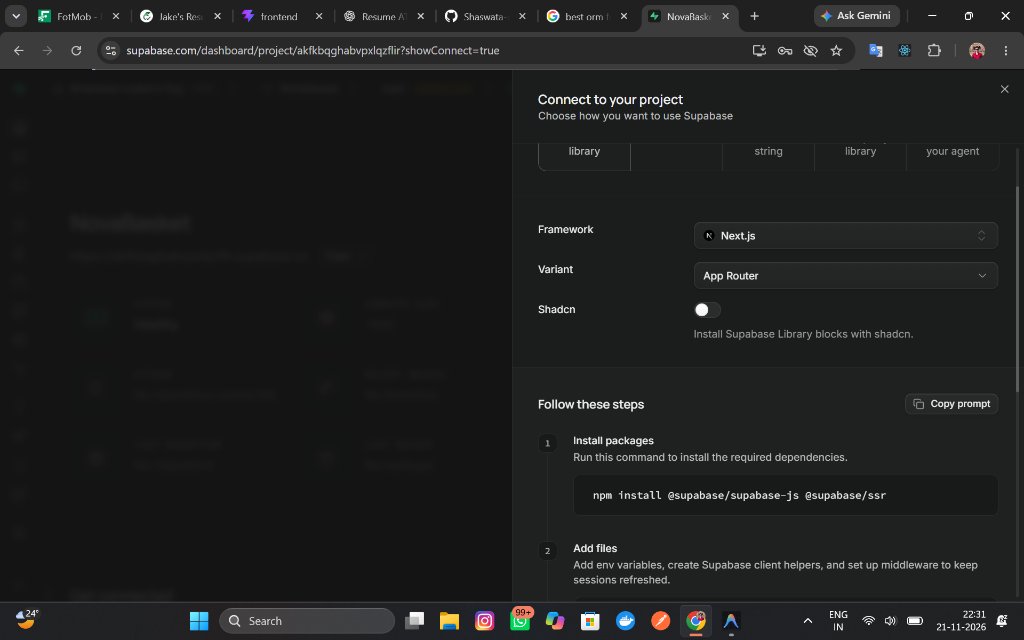 FotMob -
Jake's Res
frontend
Resume AT
Shaswata-
best orm N
NovaBaske
Ask Gemini
supabase.com/dashboard/project/akfkbqghabvpxlqzflir?showConnect=true
Connect to your project
Choose how you want to use Supabase
library
string
library
your agent
Framework
Next.js
Variant
App Router
Shadcn
Install Supabase Library blocks with shadcn.
Follow these steps
Copy prompt
1
Install packages
Run this command to install the required dependencies.
npm install @supabase/supabase-js @supabase/ssr
2
Add files
Add env variables, create Supabase client helpers, and set up middleware to keep
sessions refreshed.
NovaBasket
24°
Search
99+
ENG
IN
22:31
21-11-2026